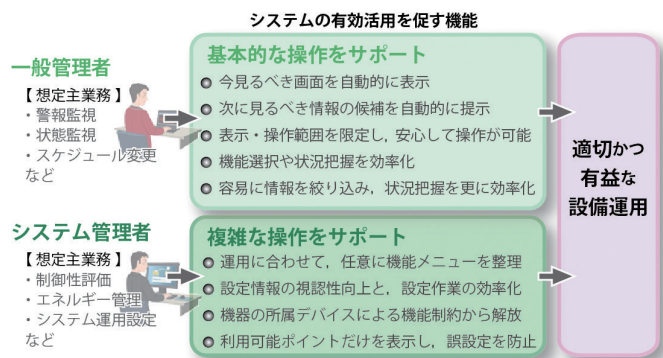 システムの有効活用を促す機能
一般管理者
【 想定主業務 】
・警報監視
・状態監視
・スケジュール変更
など
基本的な操作をサポート
今見るべき画面を自動的に表示
次に見るべき情報の候補を自動的に提示
表示・操作範囲を限定し，安心して操作が可能
機能選択や状況把握を効率化
容易に情報を絞り込み，状況把握を更に効率化
システム管理者
【 想定主業務 】
・制御性評価
・エネルギー管理
・システム運用設定
など
複雑な操作をサポート
運用に合わせて，任意に機能メニューを整理
設定情報の視認性向上と，設定作業の効率化
機器の所属デバイスによる機能制約から解放
利用可能ポイントだけを表示し，誤設定を防止
適切かつ
有益な
設備運用